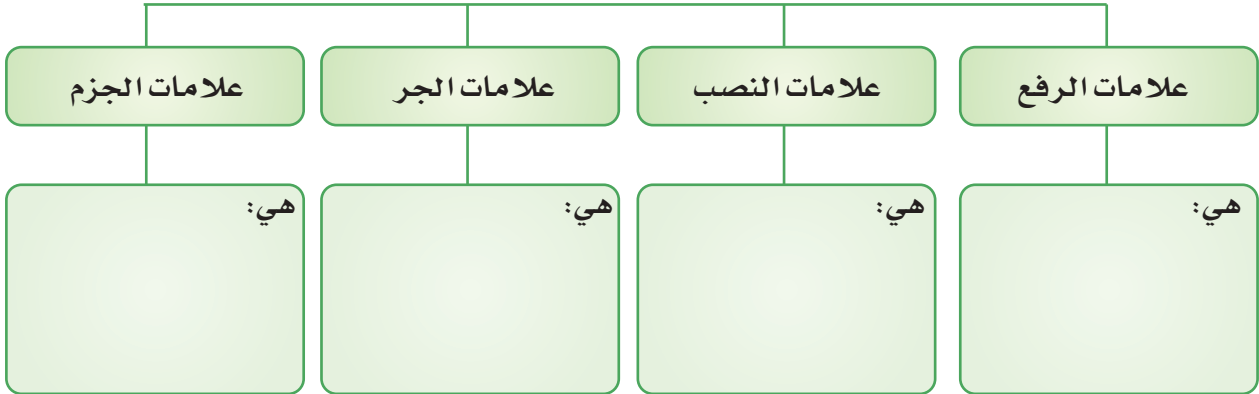 علامات الرفع
علامات النصب
علامات الجر
علامات الجزم
هي:
هي:
هي:
هي: